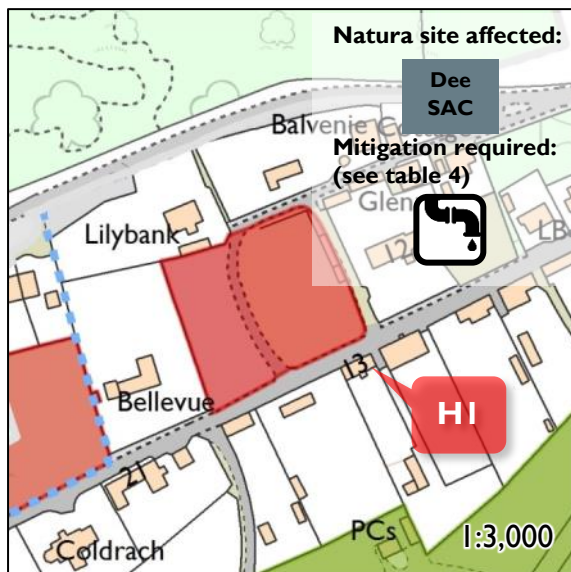 Natura site affected:
Dee
SAC
Balvenie Cottages
Mitigation required:
(see table 4)
Glen
Lilybank
12
LB
13
Bellevue
H1
21
PCs
1:3,000
Coldrach